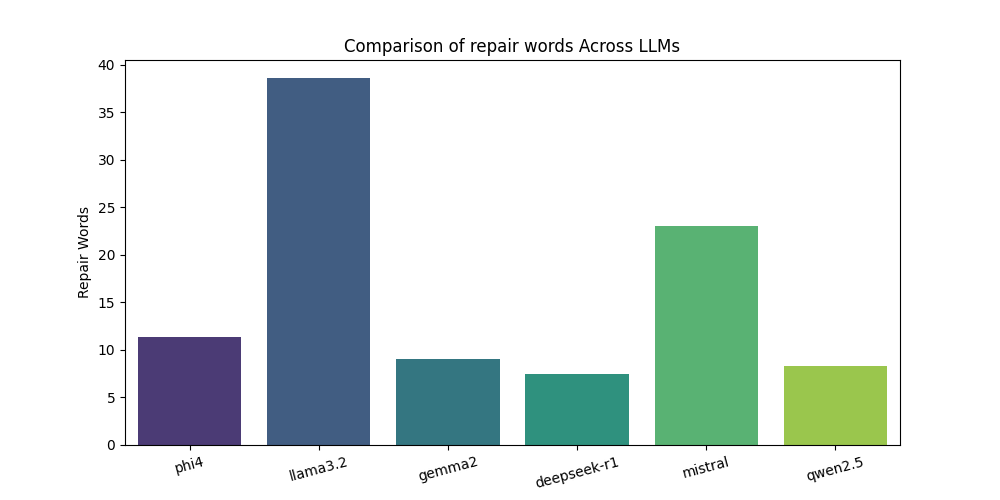 Comparison of repair words Across LLMs
Repair Words
40
35
30
25
20
15
10
5
0
phi4
llama3.2
gemma2
deepseek-r1
mistral
qwen2.5